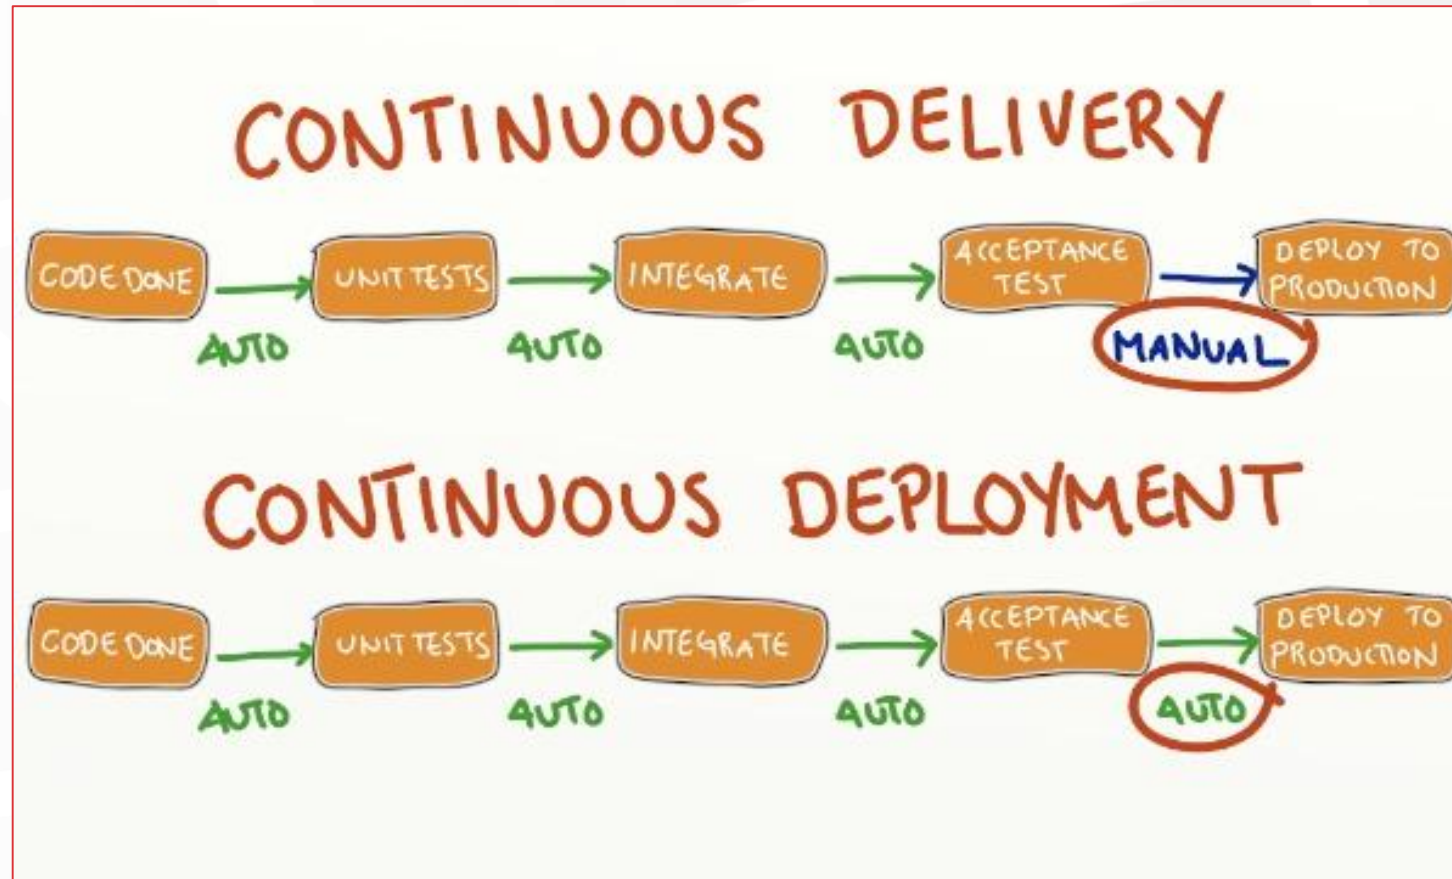 CONTINUOUS DELIVERY
CODE DONE
UNIT TESTS
INTEGRATE
ACCEPTANCE
TEST
DEPLOY TO
PRODUCTION
AUTO
AUTO
AUTO
MANUAL
CONTINUOUS DEPLOYMENT
CODE DONE
UNIT TESTS
INTEGRATE
ACCEPTANCE
TEST
DEPLOY TO
PRODUCTION
AUTO
AUTO
AUTO
AUTO